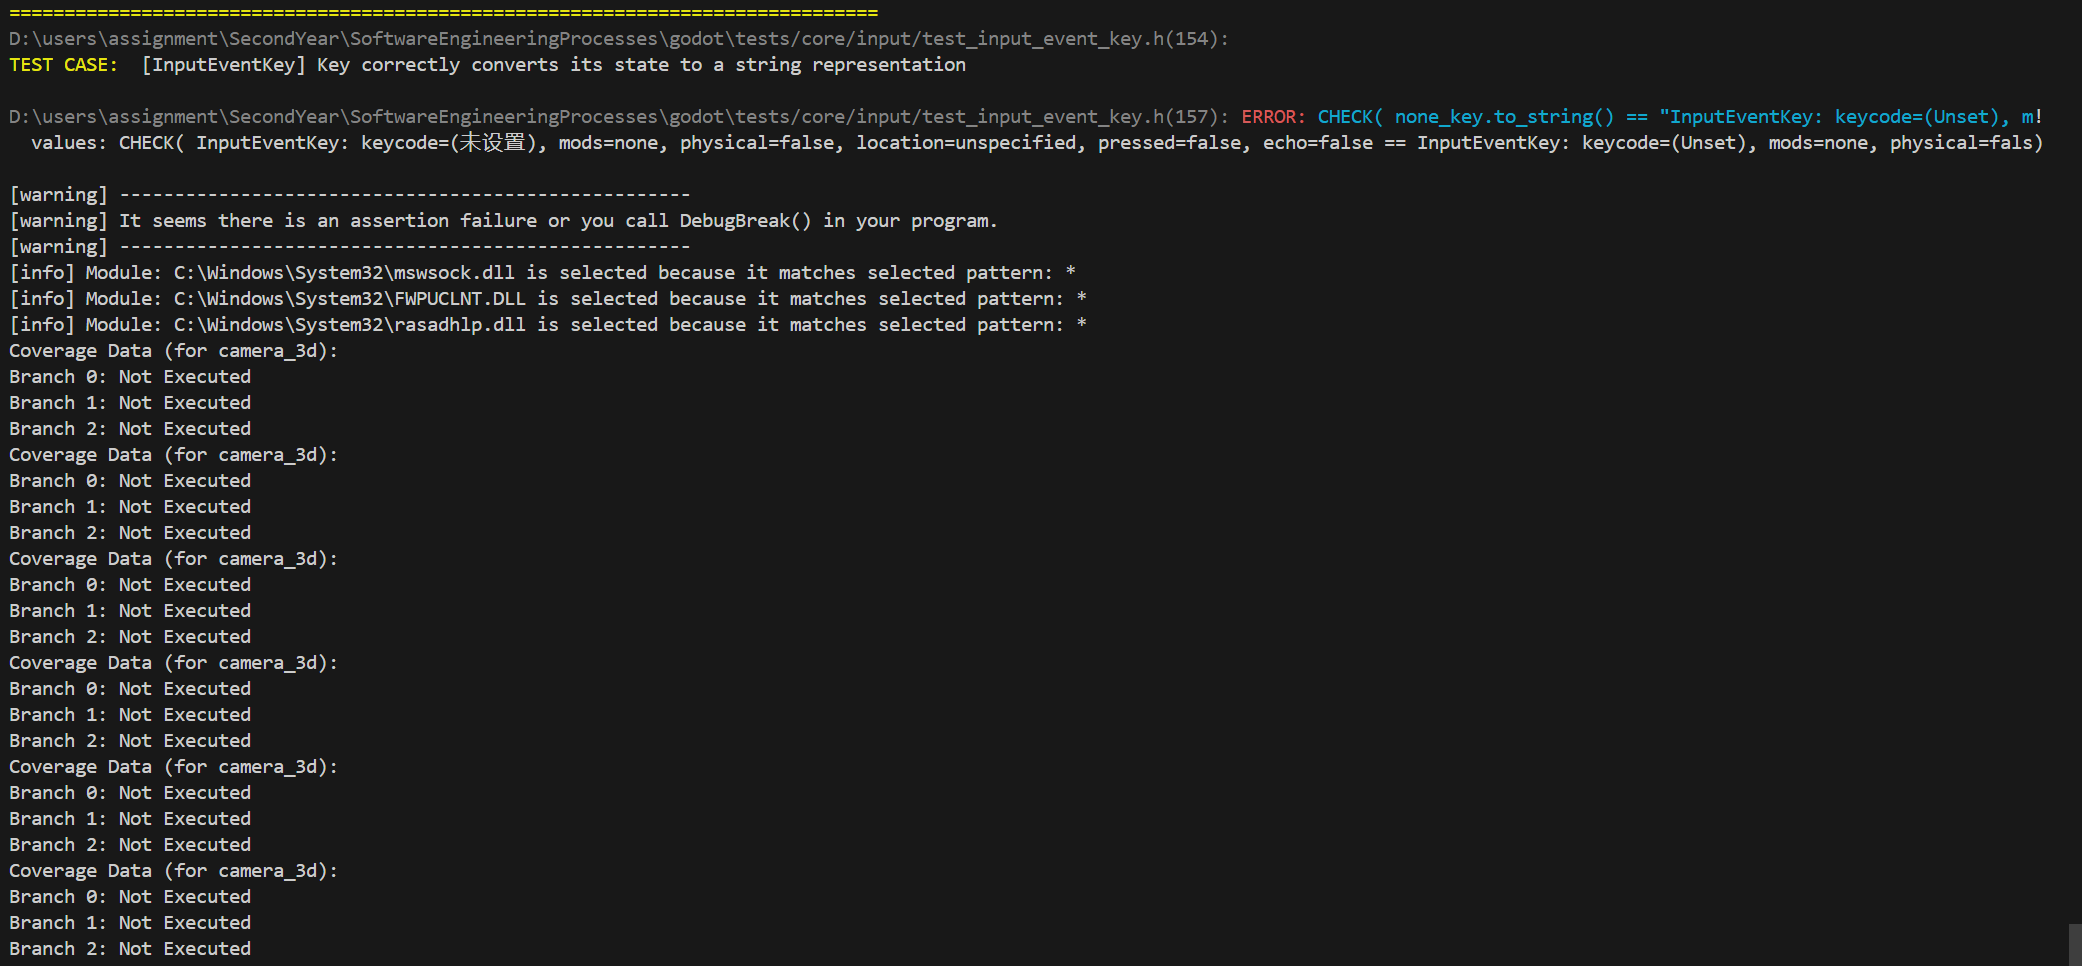 ===============================================================================
D:\users\assignment\SecondYear\SoftwareEngineeringProcesses\godot\tests/core/input/test_input_event_key.h(154):
TEST CASE:  [InputEventKey] Key correctly converts its state to a string representation
D:\users\assignment\SecondYear\SoftwareEngineeringProcesses\godot\tests/core/input/test_input_event_key.h(157): ERROR: CHECK( none_key.to_string() == "InputEventKey: keycode=(Unset), m!
  values: CHECK( InputEventKey: keycode=(未设置), mods=none, physical=false, location=unspecified, pressed=false, echo=false == InputEventKey: keycode=(Unset), mods=none, physical=fals)
[warning] ----------------------------------------------------
[warning] It seems there is an assertion failure or you call DebugBreak() in your program.
[warning] ----------------------------------------------------
[info] Module: C:\Windows\System32\mswsock.dll is selected because it matches selected pattern: *
[info] Module: C:\Windows\System32\FWPUCLNT.DLL is selected because it matches selected pattern: *
[info] Module: C:\Windows\System32\rasadhlp.dll is selected because it matches selected pattern: *
Coverage Data (for camera_3d):
Branch 0: Not Executed
Branch 1: Not Executed
Branch 2: Not Executed
Coverage Data (for camera_3d):
Branch 0: Not Executed
Branch 1: Not Executed
Branch 2: Not Executed
Coverage Data (for camera_3d):
Branch 0: Not Executed
Branch 1: Not Executed
Branch 2: Not Executed
Coverage Data (for camera_3d):
Branch 0: Not Executed
Branch 1: Not Executed
Branch 2: Not Executed
Coverage Data (for camera_3d):
Branch 0: Not Executed
Branch 1: Not Executed
Branch 2: Not Executed
Coverage Data (for camera_3d):
Branch 0: Not Executed
Branch 1: Not Executed
Branch 2: Not Executed